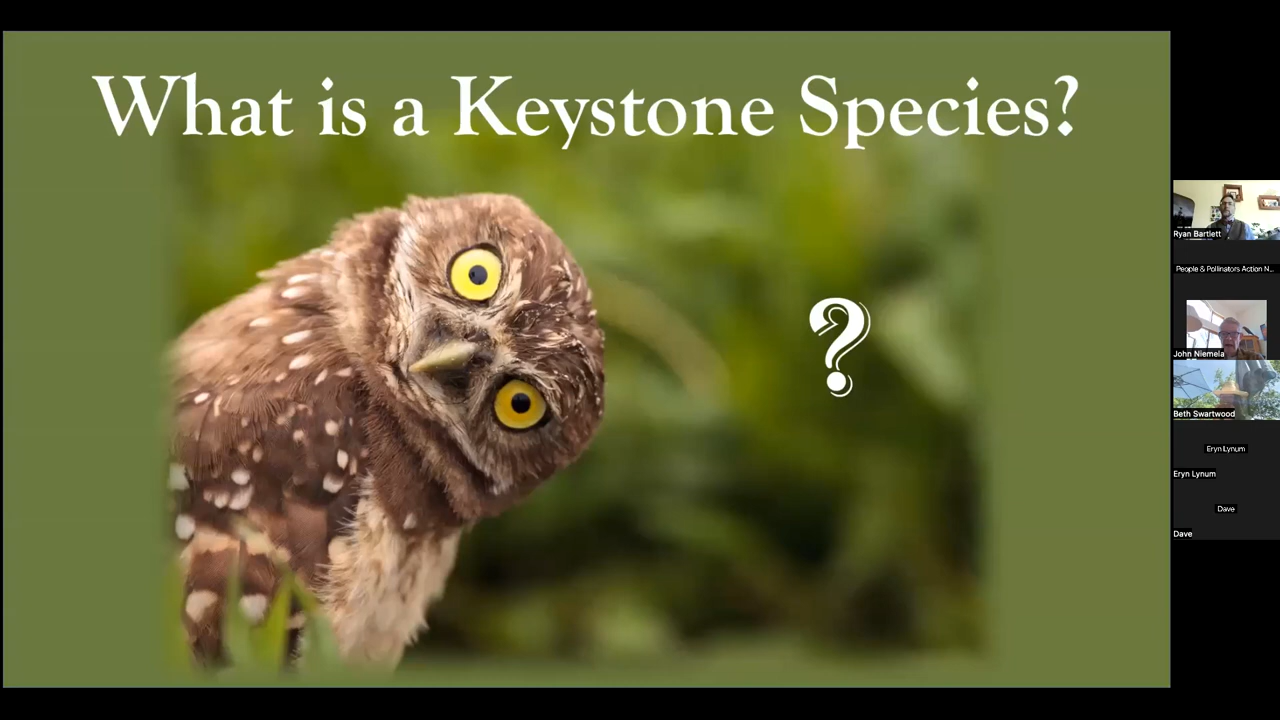 What is a Keystone Species?
?
Ryan Bartlett
People & Pollinators Action N...
John Niemela
Beth Swartwood
Eryn Lynum
Eryn Lynum
Dave
Dave